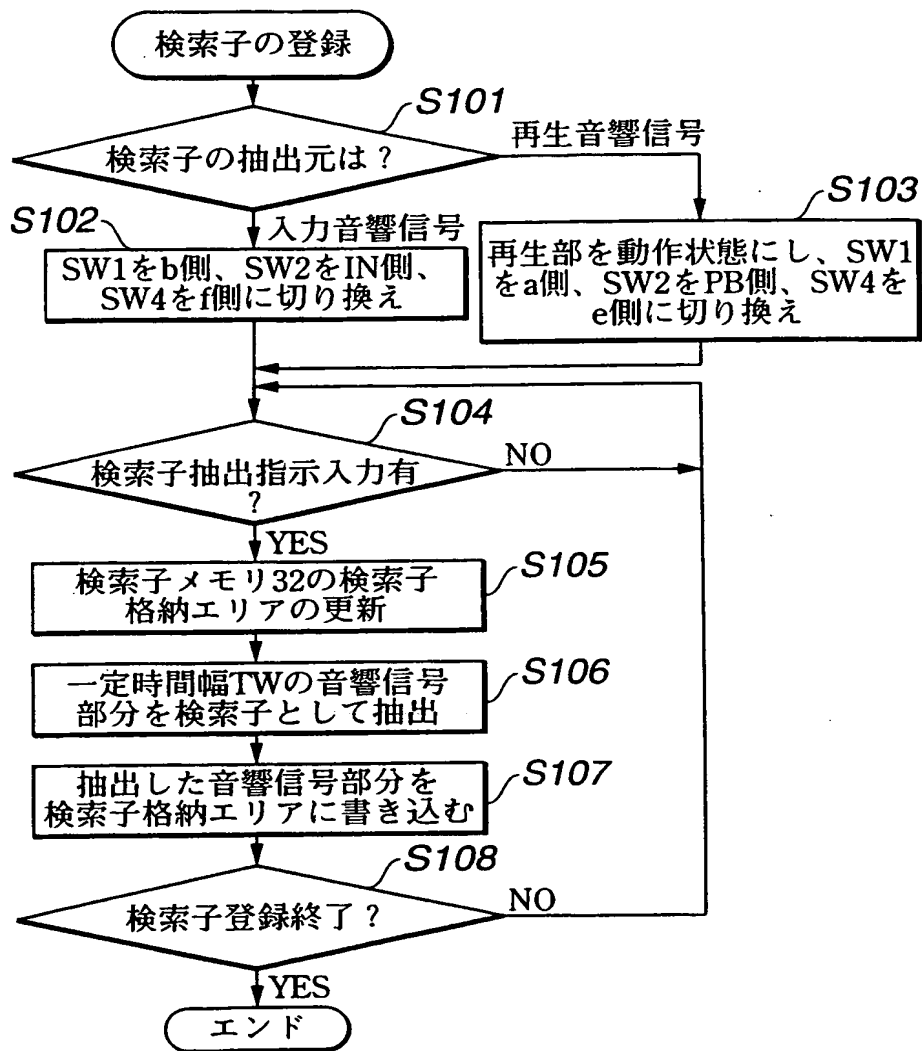 検索子の登録
S101
検索子の抽出元は?
再生音響信号
S102
入力音響信号
S103
SW1をb側、SW2をIN側、
SW4をf側に切り換え
再生部を動作状態にし、SW1
をa側、SW2をPB側、SW4を
e側に切り換え
S104
検索子抽出指示入力有
?
NO
YES
S105
検索子メモリ32の検索子
格納エリアの更新
S106
一定時間幅TWの音響信号
部分を検索子として抽出
S107
抽出した音響信号部分を
検索子格納エリアに書き込む
S108
検索子登録終了?
NO
YES
エンド